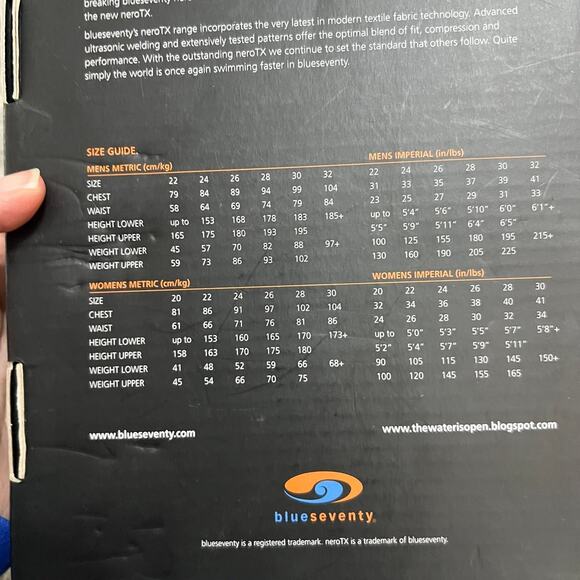 breaking blueseventy
the new neroTX.
blueseventy's neroTX range incorporates the very latest in modern textile fabric technology. Advanced
ultrasonic welding and extensively tested patterns offer the optimal blend of fit, compression and
performance. With the outstanding neroTX we continue to set the standard that others follow. Quite
simply the world is once again swimming faster in blueseventy.
SIZE GUIDE.
MENS METRIC (cm/kg)
SIZE 22 24 26 28 30 32
CHEST 79 84 89 94 99 104
WAIST 58 64 69 74 79 84
HEIGHT LOWER up to 153 168 178 183 185+
HEIGHT UPPER 165 175 180 193 195
WEIGHT LOWER 45 57 70 82 88 97+
WEIGHT UPPER 59 73 86 93 102
MENS IMPERIAL (in/lbs)
22 24 26 28 30 32
31 33 35 37 39 41
23 25 27 29 31 33
up to 5'4" 5'6" 5'10" 6'0" 6'1"+
5'5" 5'9" 5'11" 6'4" 6'5"
100 125 155 180 195 215+
130 160 190 205 225
WOMENS METRIC (cm/kg)
SIZE 20 22 24 26 28 30
CHEST 81 86 91 97 102 104
WAIST 61 66 71 76 81 86
HEIGHT LOWER up to 153 160 165 170 173+
HEIGHT UPPER 158 163 170 175 180
WEIGHT LOWER 41 48 52 59 66 68+
WEIGHT UPPER 45 54 66 70 75
WOMENS IMPERIAL (in/lbs)
20 22 24 26 28 30
32 34 36 38 40 41
24 26 28 30 32 34
up to 5'0" 5'3" 5'5" 5'7" 5'8"+
5'2" 5'4" 5'7" 5'9" 5'11"
90 105 115 130 145 150+
100 120 145 155 165
www.blueseventy.com
www.thewaterisopen.blogspot.com
blueseventy®
blueseventy is a registered trademark. neroTX is a trademark of blueseventy.